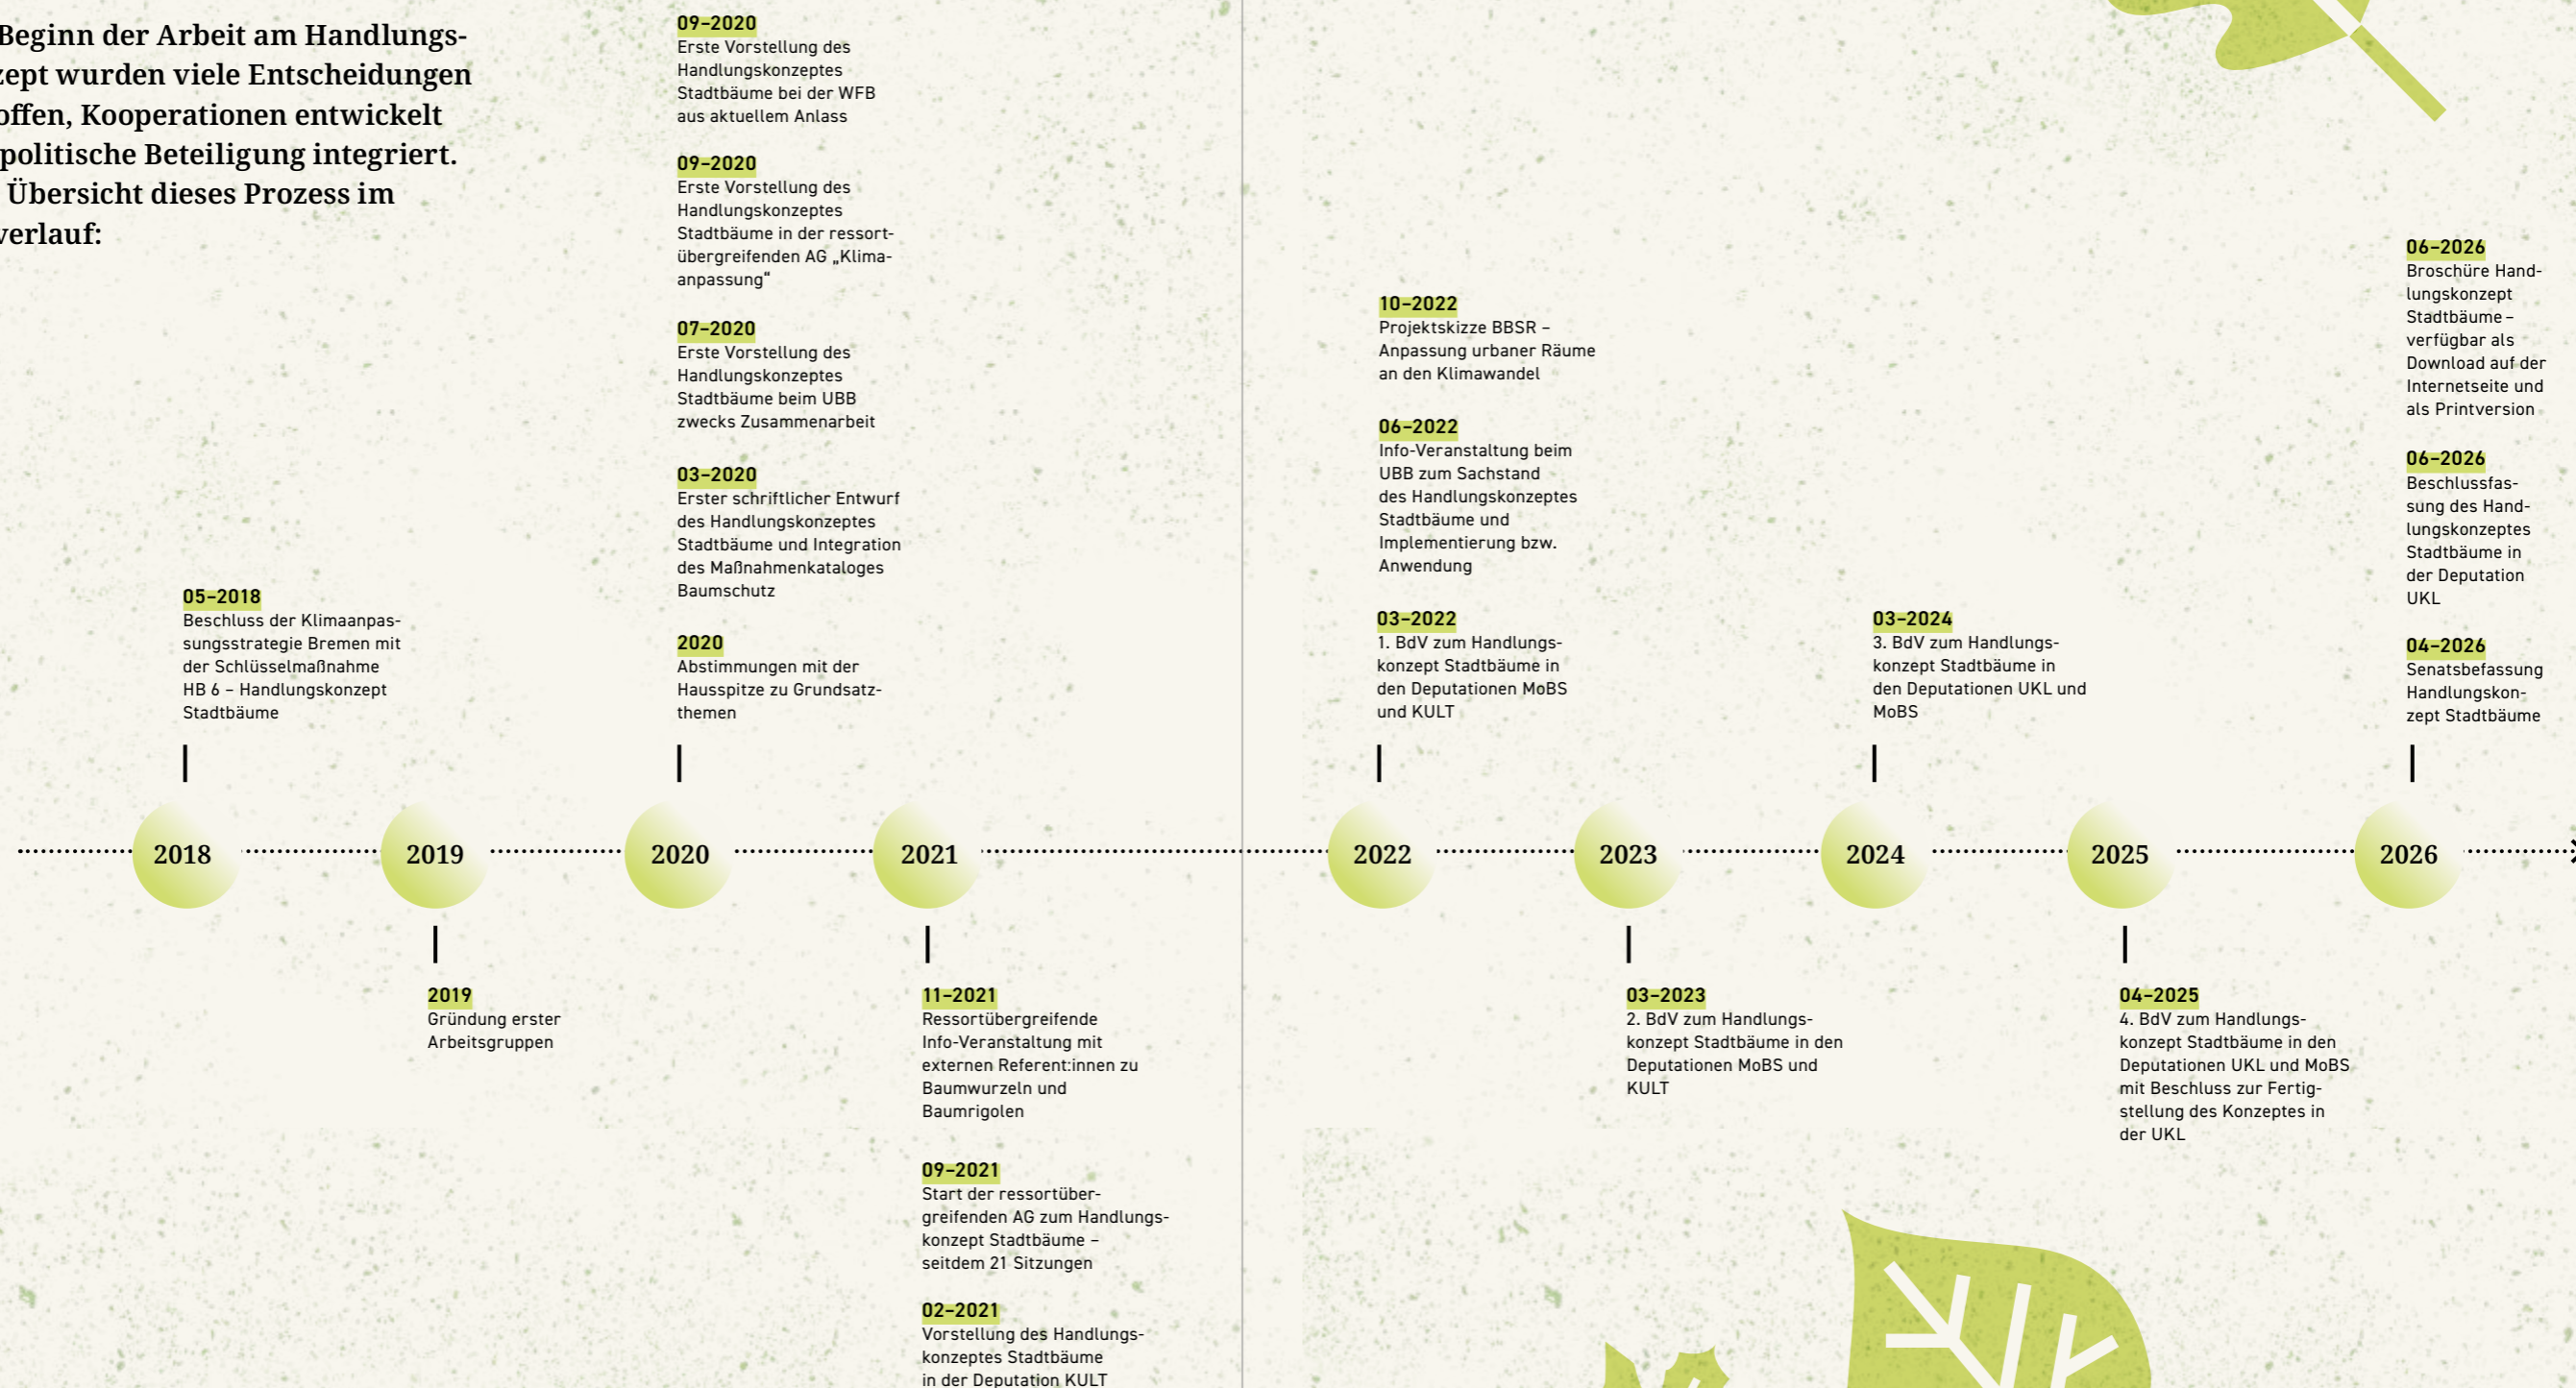 Beginn der Arbeit am Handlungs-
zept wurden viele Entscheidungen
offen, Kooperationen entwickelt
politische Beteiligung integriert.
Übersicht dieses Prozess im
verlauf:
05–2018
Beschluss der Klimaanpas-
sungsstrategie Bremen mit
der Schlüsselmaßnahme
HB 6 – Handlungskonzept
Stadtbäume
09–2020
Erste Vorstellung des
Handlungskonzeptes
Stadtbäume bei der WFB
aus aktuellem Anlass
09–2020
Erste Vorstellung des
Handlungskonzeptes
Stadtbäume in der ressort-
übergreifenden AG „Klima-
anpassung“
07–2020
Erste Vorstellung des
Handlungskonzeptes
Stadtbäume beim UBB
zwecks Zusammenarbeit
03–2020
Erster schriftlicher Entwurf
des Handlungskonzeptes
Stadtbäume und Integration
des Maßnahmenkataloges
Baumschutz
2020
Abstimmungen mit der
Hausspitze zu Grundsatz-
themen
10–2022
Projektskizze BBSR –
Anpassung urbaner Räume
an den Klimawandel
06–2022
Info-Veranstaltung beim
UBB zum Sachstand
des Handlungskonzeptes
Stadtbäume und
Implementierung bzw.
Anwendung
03–2022
1. BdV zum Handlungs-
konzept Stadtbäume in
den Deputationen MoBS
und KULT
03–2024
3. BdV zum Handlungs-
konzept Stadtbäume in
den Deputationen UKL und
MoBS
06–2026
Broschüre Hand-
lungskonzept
Stadtbäume –
verfügbar als
Download auf der
Internetseite und
als Printversion
06–2026
Beschlussfas-
sung des Hand-
lungskonzeptes
Stadtbäume in
der Deputation
UKL
04–2026
Senatsbefassung
Handlungskon-
zept Stadtbäume
2018 2019 2020 2021 2022 2023 2024 2025 2026
2019
Gründung erster
Arbeitsgruppen
11–2021
Ressortübergreifende
Info-Veranstaltung mit
externen Referent:innen zu
Baumwurzeln und
Baumrigolen
09–2021
Start der ressortüber-
greifenden AG zum Handlungs-
konzept Stadtbäume –
seitdem 21 Sitzungen
02–2021
Vorstellung des Handlungs-
konzeptes Stadtbäume
in der Deputation KULT
03–2023
2. BdV zum Handlungs-
konzept Stadtbäume in den
Deputationen MoBS und
KULT
04–2025
4. BdV zum Handlungs-
konzept Stadtbäume in den
Deputationen UKL und MoBS
mit Beschluss zur Fertig-
stellung des Konzeptes in
der UKL